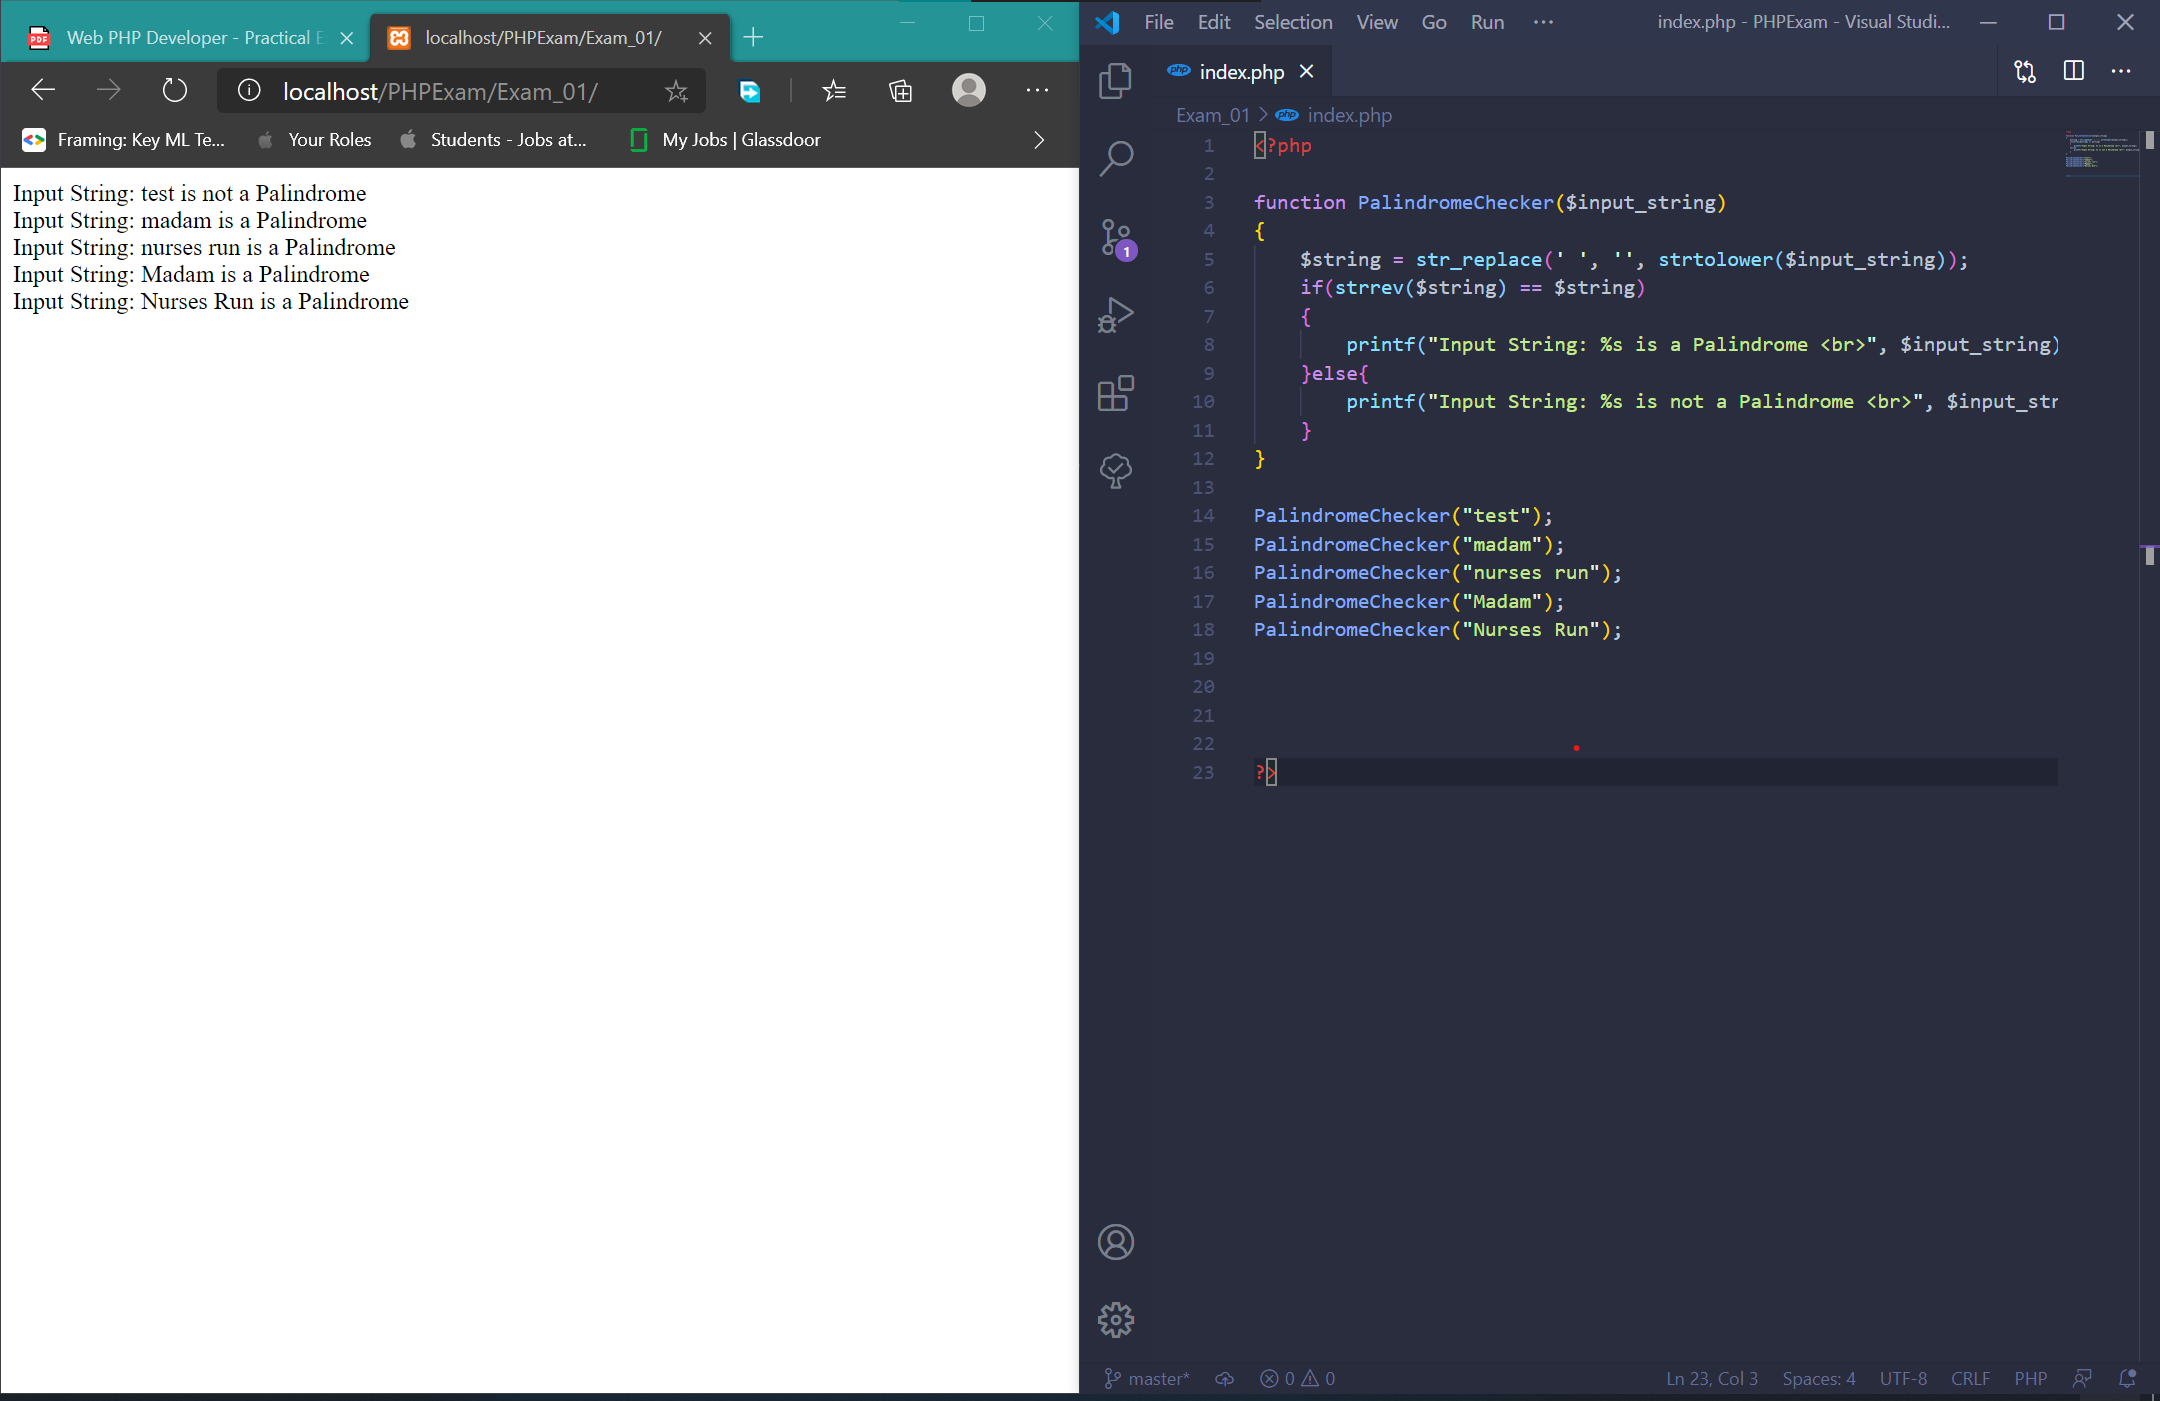 Web PHP Developer - Practical E
localhost/PHPExam/Exam_01/
localhost/PHPExam/Exam_01/
Framing: Key ML Te...
Your Roles
Students - Jobs at...
My Jobs | Glassdoor
Input String: test is not a Palindrome
Input String: madam is a Palindrome
Input String: nurses run is a Palindrome
Input String: Madam is a Palindrome
Input String: Nurses Run is a Palindrome
File Edit Selection View Go Run ···
index.php - PHPExam - Visual Studi...
php index.php
Exam_01 > php index.php
1 <?php
2
3 function PalindromeChecker($input_string)
4 {
5 $string = str_replace(' ', '', strtolower($input_string));
6 if(strrev($string) == $string)
7 {
8 printf("Input String: %s is a Palindrome <br>", $input_string)
9 }else{
10 printf("Input String: %s is not a Palindrome <br>", $input_str
11 }
12 }
13
14 PalindromeChecker("test");
15 PalindromeChecker("madam");
16 PalindromeChecker("nurses run");
17 PalindromeChecker("Madam");
18 PalindromeChecker("Nurses Run");
19
20
21
22
23 ?>
1
master* 0 0
Ln 23, Col 3 Spaces: 4 UTF-8 CRLF PHP